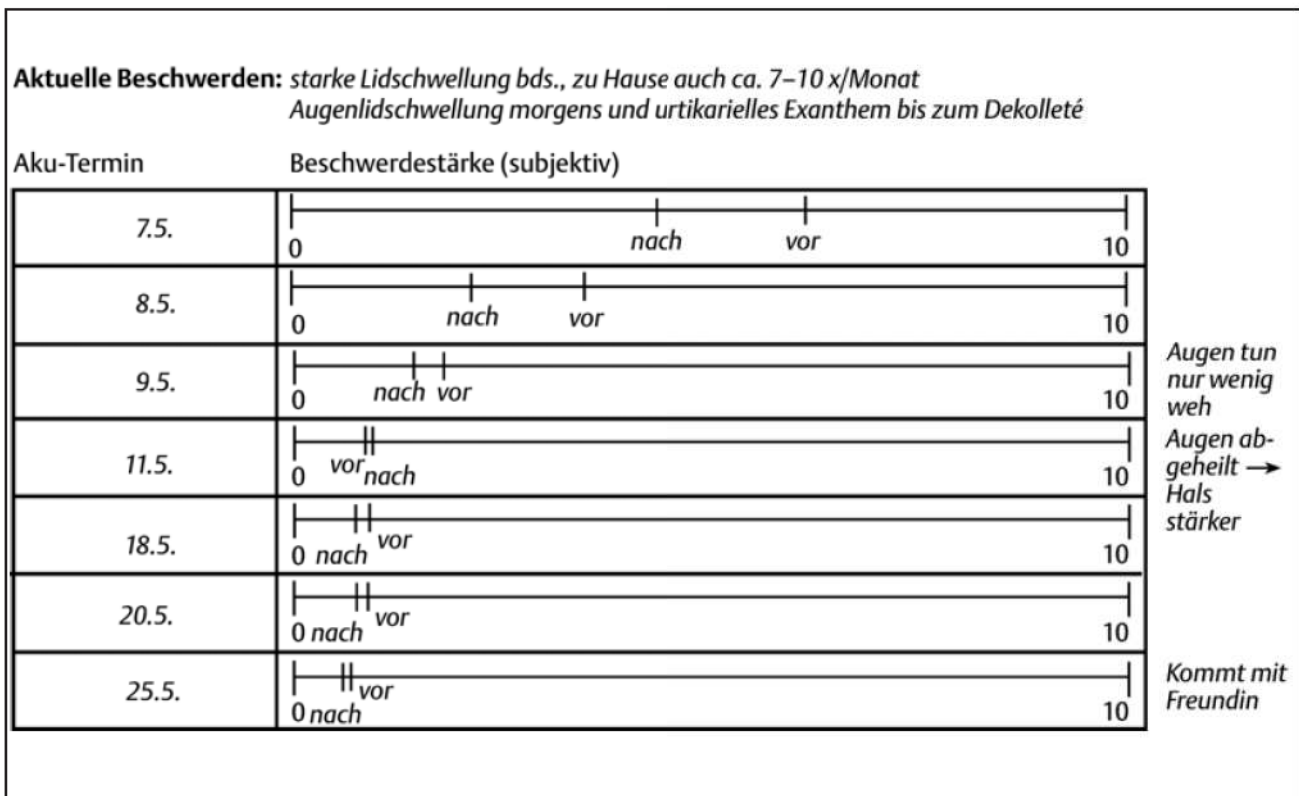 Aktuelle Beschwerden: starke Lidschwellung bds., zu Hause auch ca. 7–10 x/Monat
Augenlidschwellung morgens und urtikarielles Exanthem bis zum Dekolleté
Aku-Termin Beschwerdestärke (subjektiv)
7.5.
0 nach vor 10
8.5.
0 nach vor 10
9.5.
0 nach vor 10
Augen tun
nur wenig
weh
11.5.
0 vor nach 10
Augen ab-
geheilt →
Hals
stärker
18.5.
0 nach vor 10
20.5.
0 nach vor 10
25.5.
0 nach vor 10
Kommt mit
Freundin